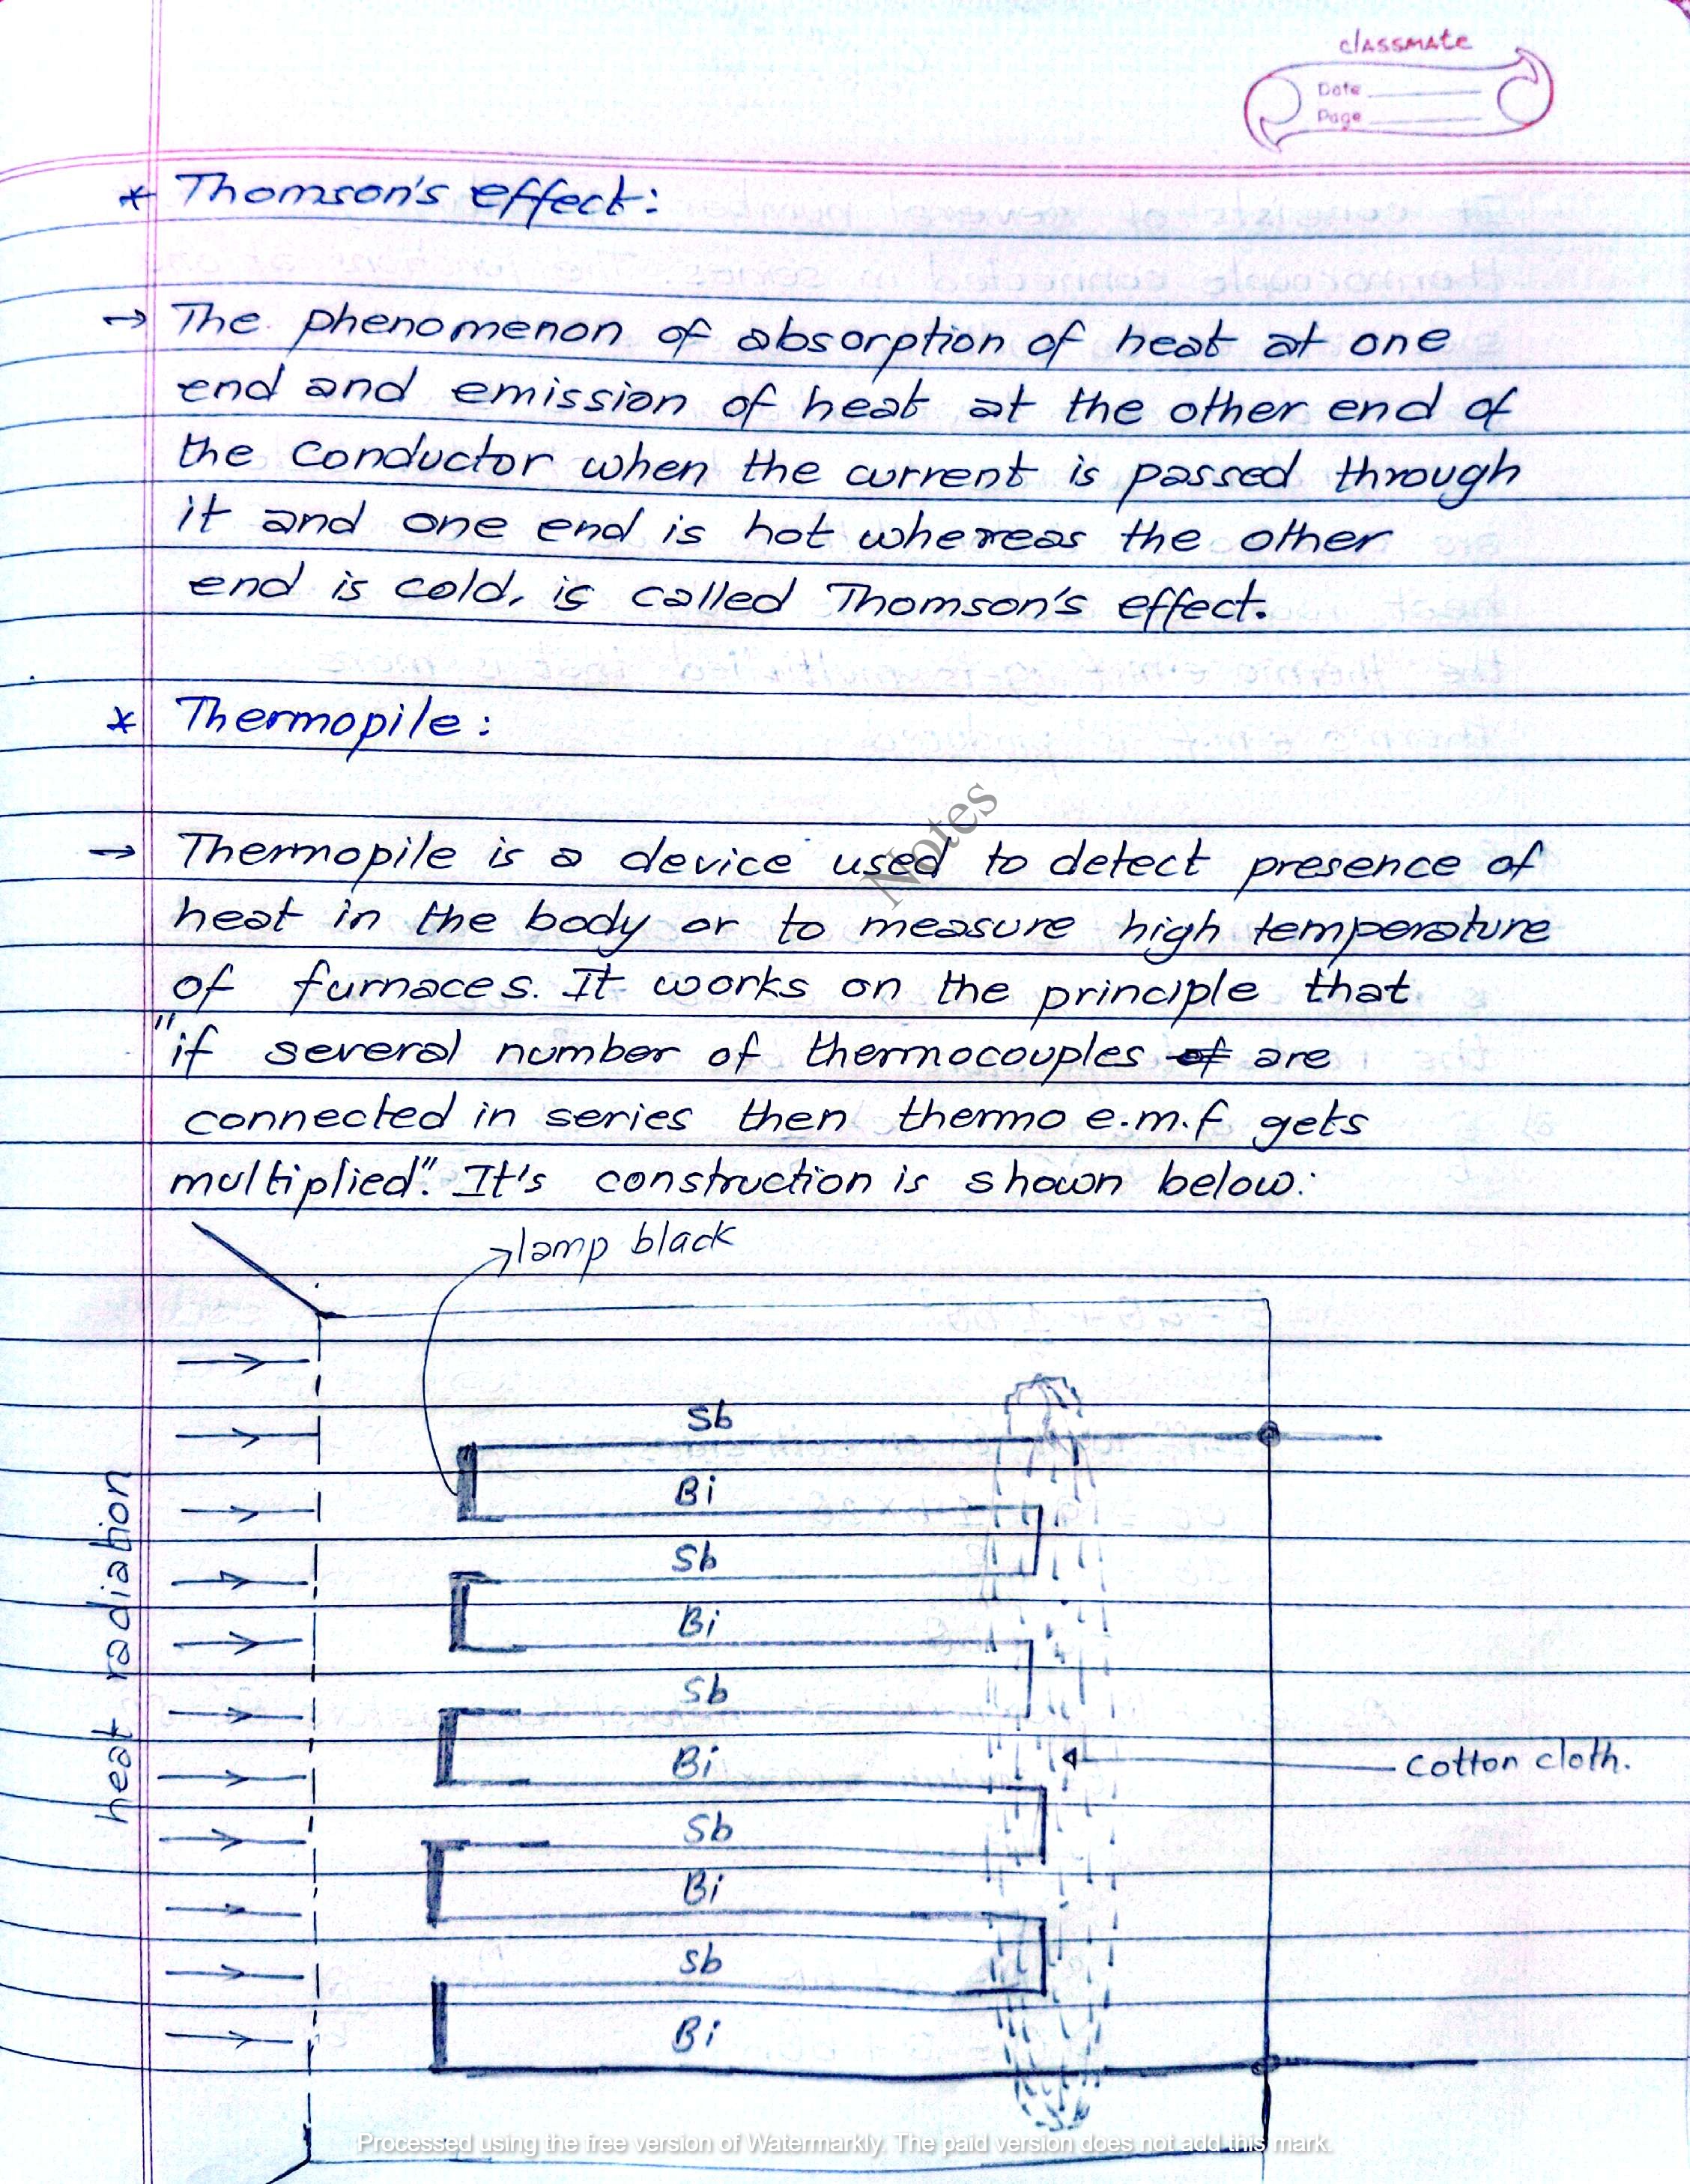 classmate
Date
Page
* Thomson's effect:
→ The phenomenon of absorption of heat at one
end and emission of heat at the other end of
the conductor when the current is passed through
it and one end is hot whereas the other
end is cold, is called Thomson's effect.
* Thermopile:
Notes
→ Thermopile is a device used to detect presence of
heat in the body or to measure high temperature
of furnaces. It works on the principle that
"if several number of thermocouples of are
connected in series then thermo e.m.f gets
multiplied". It's construction is shown below:
lamp black
Sb
Bi
Sb
Bi
Sb
Bi
Sb
Bi
Sb
Bi
heat radiation
cotton cloth.
Processed using the free version of Watermarkly. The paid version does not add this mark.